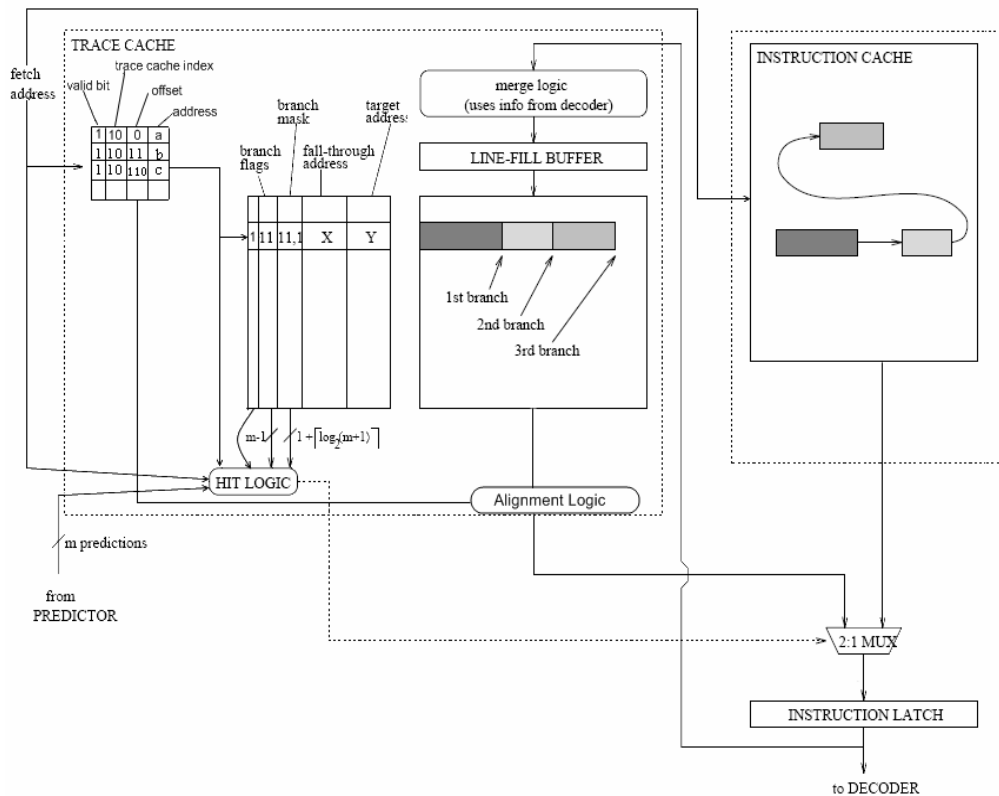 TRACE CACHE
INSTRUCTION CACHE
fetch
address
trace cache index
valid bit
offset
address
1 10 0 a
1 10 11 b
1 10 110 c
merge logic
(uses info from decoder)
LINE-FILL BUFFER
branch
mask
target
address
branch
flags
fall-through
address
1 11 11,1 X Y
1st branch
2nd branch
3rd branch
m-1
1 + ⌈log2(m+1)⌉
HIT LOGIC
Alignment Logic
m predictions
from
PREDICTOR
2:1 MUX
INSTRUCTION LATCH
to DECODER